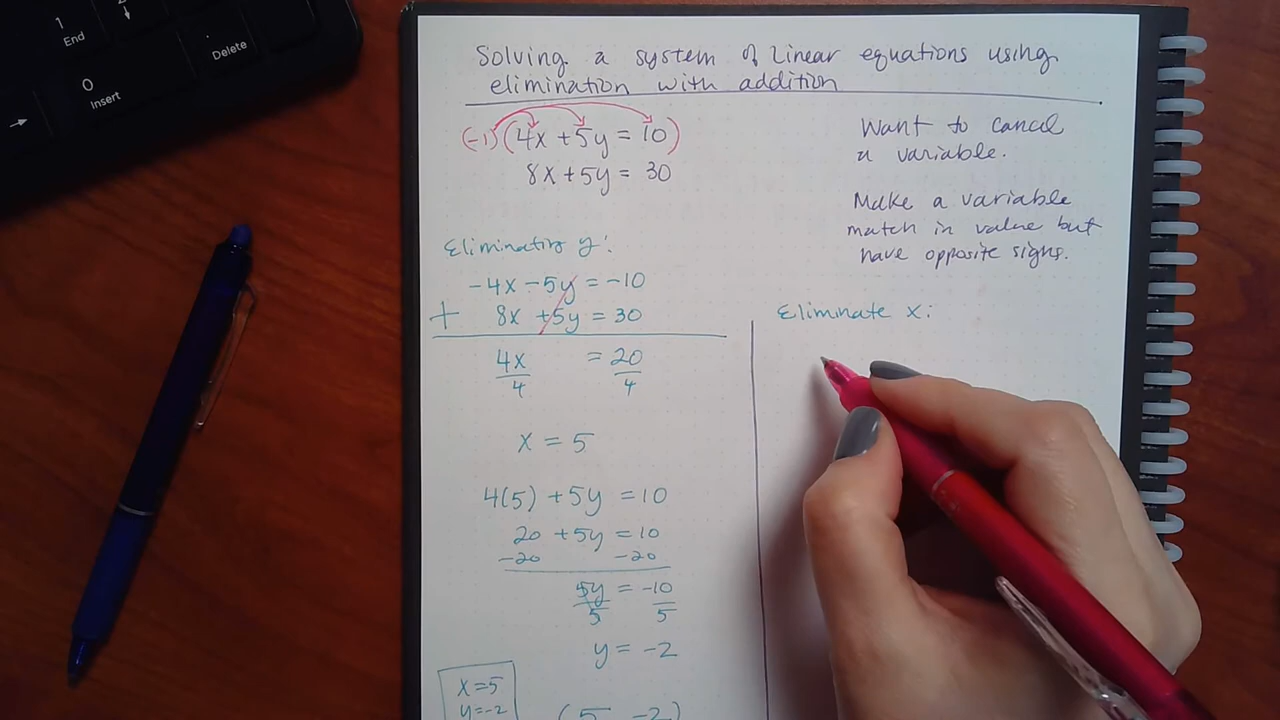 1
End
↓
.
Delete
0
Insert
→
Solving a system of linear equations using
elimination with addition
(-1)(4x + 5y = 10)
8x + 5y = 30
Want to cancel
a variable.
Make a variable
match in value but
have opposite signs.
Eliminating y:
-4x - 5y = -10
+ 8x + 5y = 30
4x = 20
4 4
x = 5
4(5) + 5y = 10
20 + 5y = 10
-20 -20
5y = -10
5 5
y = -2
x = 5
y = -2
(5 -2)
Eliminate x: